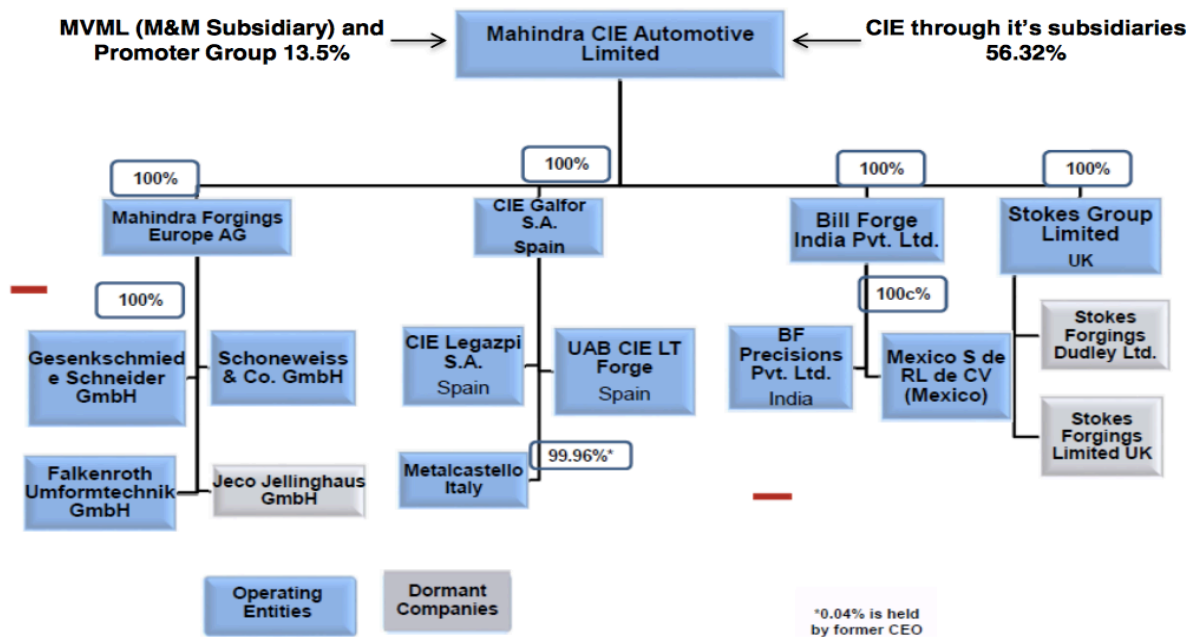 MVML (M&M Subsidiary) and
Promoter Group 13.5%
Mahindra CIE Automotive
Limited
CIE through it's subsidiaries
56.32%
100%
100%
100%
100%
Mahindra Forgings
Europe AG
CIE Galfor
S.A.
Spain
Bill Forge
India Pvt. Ltd.
Stokes Group
Limited
UK
100%
100c%
Gesenkschmied
e Schneider
GmbH
Schoneweiss
& Co. GmbH
CIE Legazpi
S.A.
Spain
UAB CIE LT
Forge
Spain
BF
Precisions
Pvt. Ltd.
India
Mexico S de
RL de CV
(Mexico)
Stokes
Forgings
Dudley Ltd.
Falkenroth
Umformtechnik
GmbH
Jeco Jellinghaus
GmbH
Metalcastello
Italy
99.96%*
Stokes
Forgings
Limited UK
Operating
Entities
Dormant
Companies
*0.04% is held
by former CEO